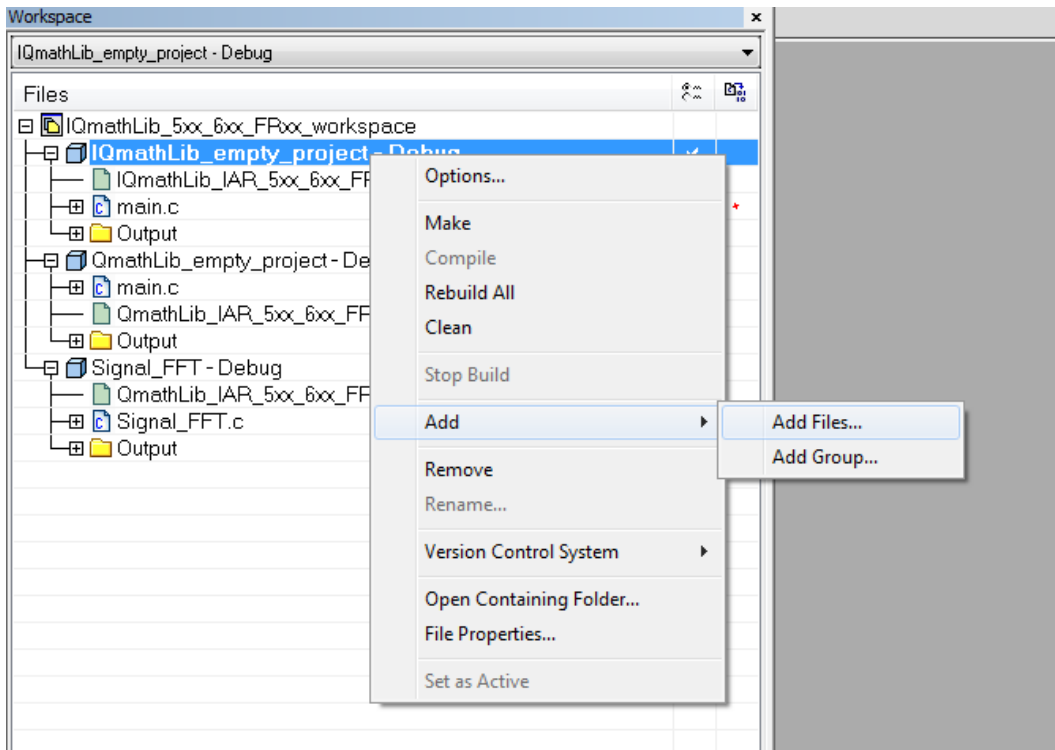 Workspace
IQmathLib_empty_project - Debug
Files
IQmathLib_5xx_6xx_FRxx_workspace
IQmathLib_empty_project - Debug
IQmathLib_IAR_5xx_6xx_FR
main.c
Output
QmathLib_empty_project - De
main.c
QmathLib_IAR_5xx_6xx_FR
Output
Signal_FFT - Debug
QmathLib_IAR_5xx_6xx_FR
Signal_FFT.c
Output
Options...
Make
Compile
Rebuild All
Clean
Stop Build
Add
Remove
Rename...
Version Control System
Open Containing Folder...
File Properties...
Set as Active
Add Files...
Add Group...